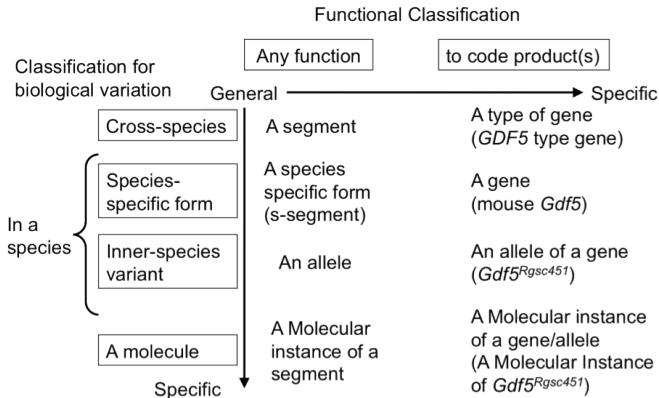 Functional Classification
Any function
to code product(s)
Classification for
biological variation
General
Specific
Cross-species
A segment
A type of gene
(GDF5 type gene)
In a
species
Species-
specific form
A species
specific form
(s-segment)
A gene
(mouse Gdf5)
Inner-species
variant
An allele
An allele of a gene
(Gdf5Rgsc451)
A molecule
A Molecular
instance of a
segment
A Molecular instance
of a gene/allele
(A Molecular Instance
of Gdf5Rgsc451)
Specific